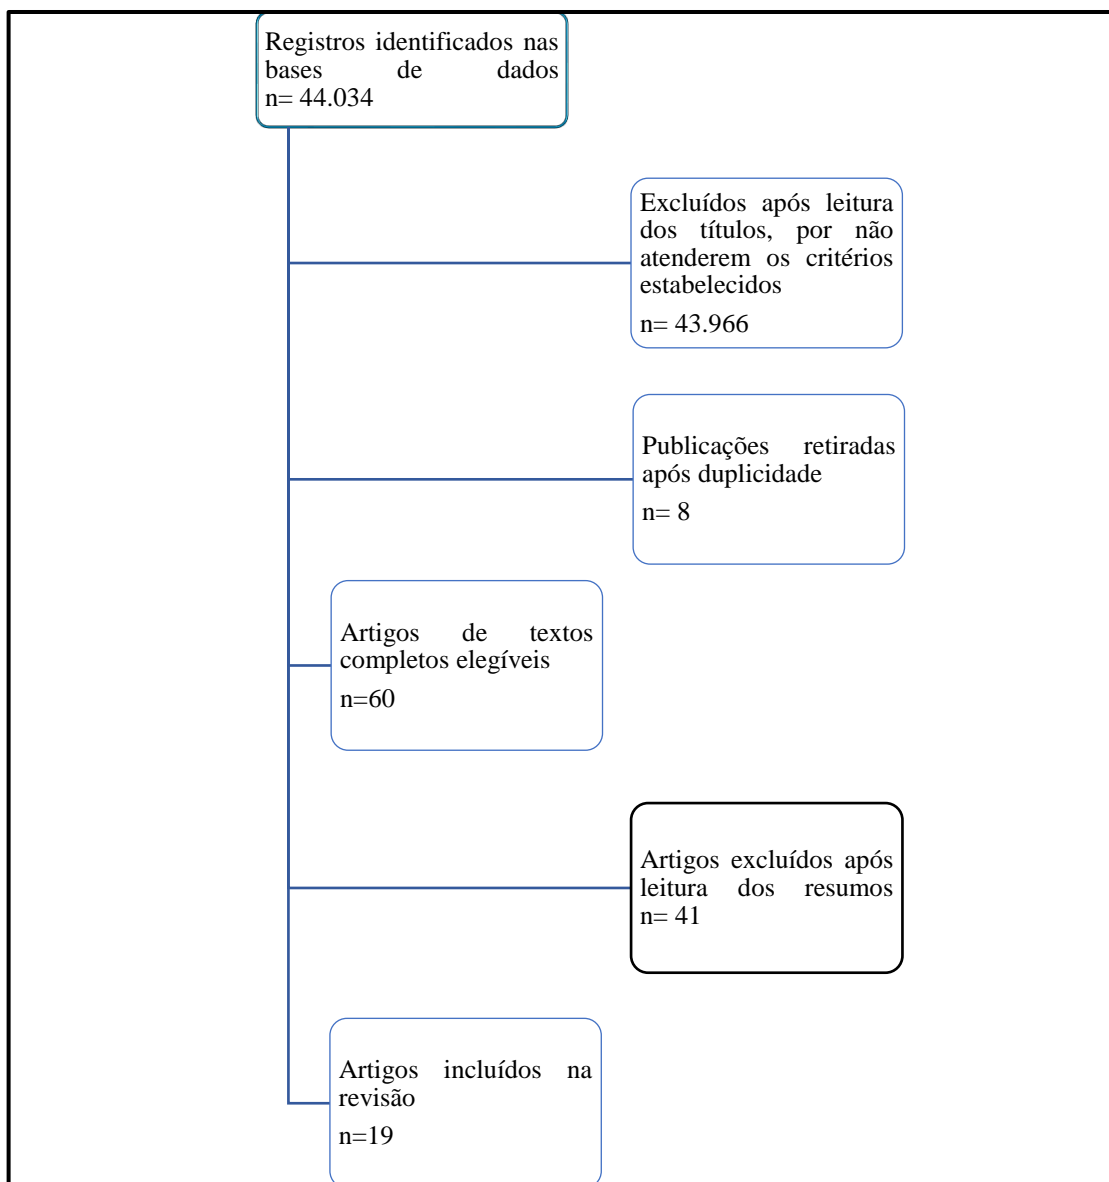 Registros identificados nas
bases de dados
n= 44.034
Excluídos após leitura
dos títulos, por não
atenderem os critérios
estabelecidos
n= 43.966
Publicações retiradas
após duplicidade
n= 8
Artigos de textos
completos elegíveis
n=60
Artigos excluídos após
leitura dos resumos
n= 41
Artigos incluídos na
revisão
n=19